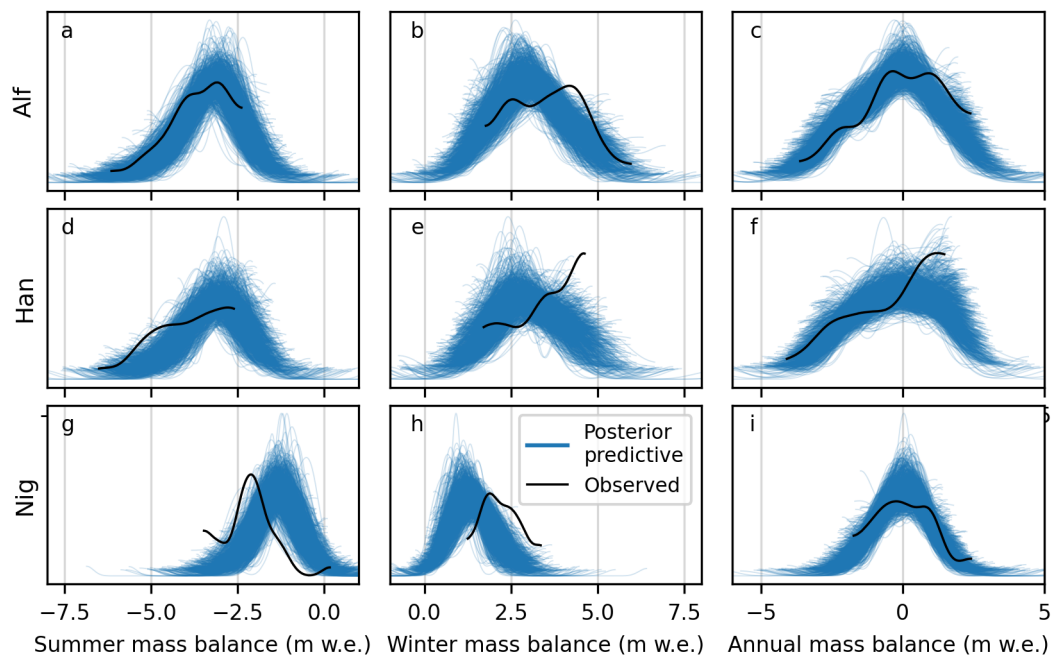 a
b
c
Alf
d
e
f
Han
g
h
i
Nig
Posterior
predictive
Observed
−7.5 −5.0 −2.5 0.0
0.0 2.5 5.0 7.5
−5 0 5
Summer mass balance (m w.e.)
Winter mass balance (m w.e.)
Annual mass balance (m w.e.)